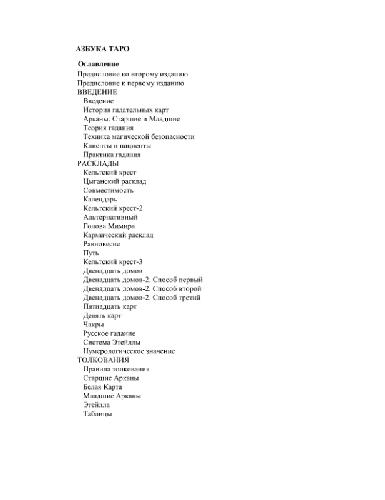 АЗБУКА ТАРО
Оглавление
Предисловие ко второму изданию
Предисловие к первому изданию
ВВЕДЕНИЕ
Введение
История гадательных карт
Арканы: Старшие и Младшие
Теория гадания
Техника магической безопасности
Клиенты и пациенты
Практика гадания
РАСКЛАДЫ
Кельтский крест
Цыганский расклад
Совместимость
Календарь
Кельтский крест-2
Альтернативный
Голова Мимира
Кармический расклад
Равновесие
Путь
Кельтский крест-3
Двенадцать домов
Двенадцать домов-2. Способ первый
Двенадцать домов-2. Способ второй
Двенадцать домов-2. Способ третий
Пятнадцать карт
Девять карт
Чакры
Русское гадание
Система Этейллы
Нумерологическое значение
ТОЛКОВАНИЯ
Правила толкования
Старшие Арканы
Белая Карта
Младшие Арканы
Этейлла
Таблицы